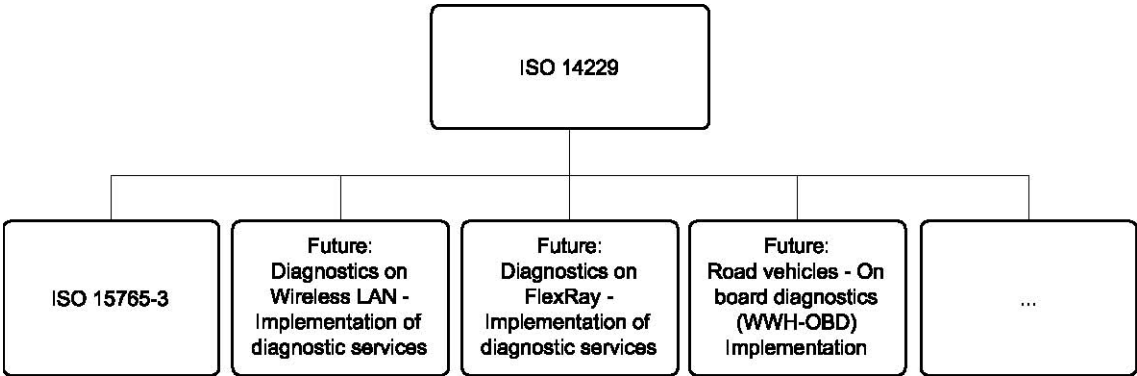 ISO 14229
ISO 15765-3
Future:
Diagnostics on
Wireless LAN -
Implementation of
diagnostic services
Future:
Diagnostics on
FlexRay -
Implementation of
diagnostic services
Future:
Road vehicles - On
board diagnostics
(WWH-OBD)
Implementation
...